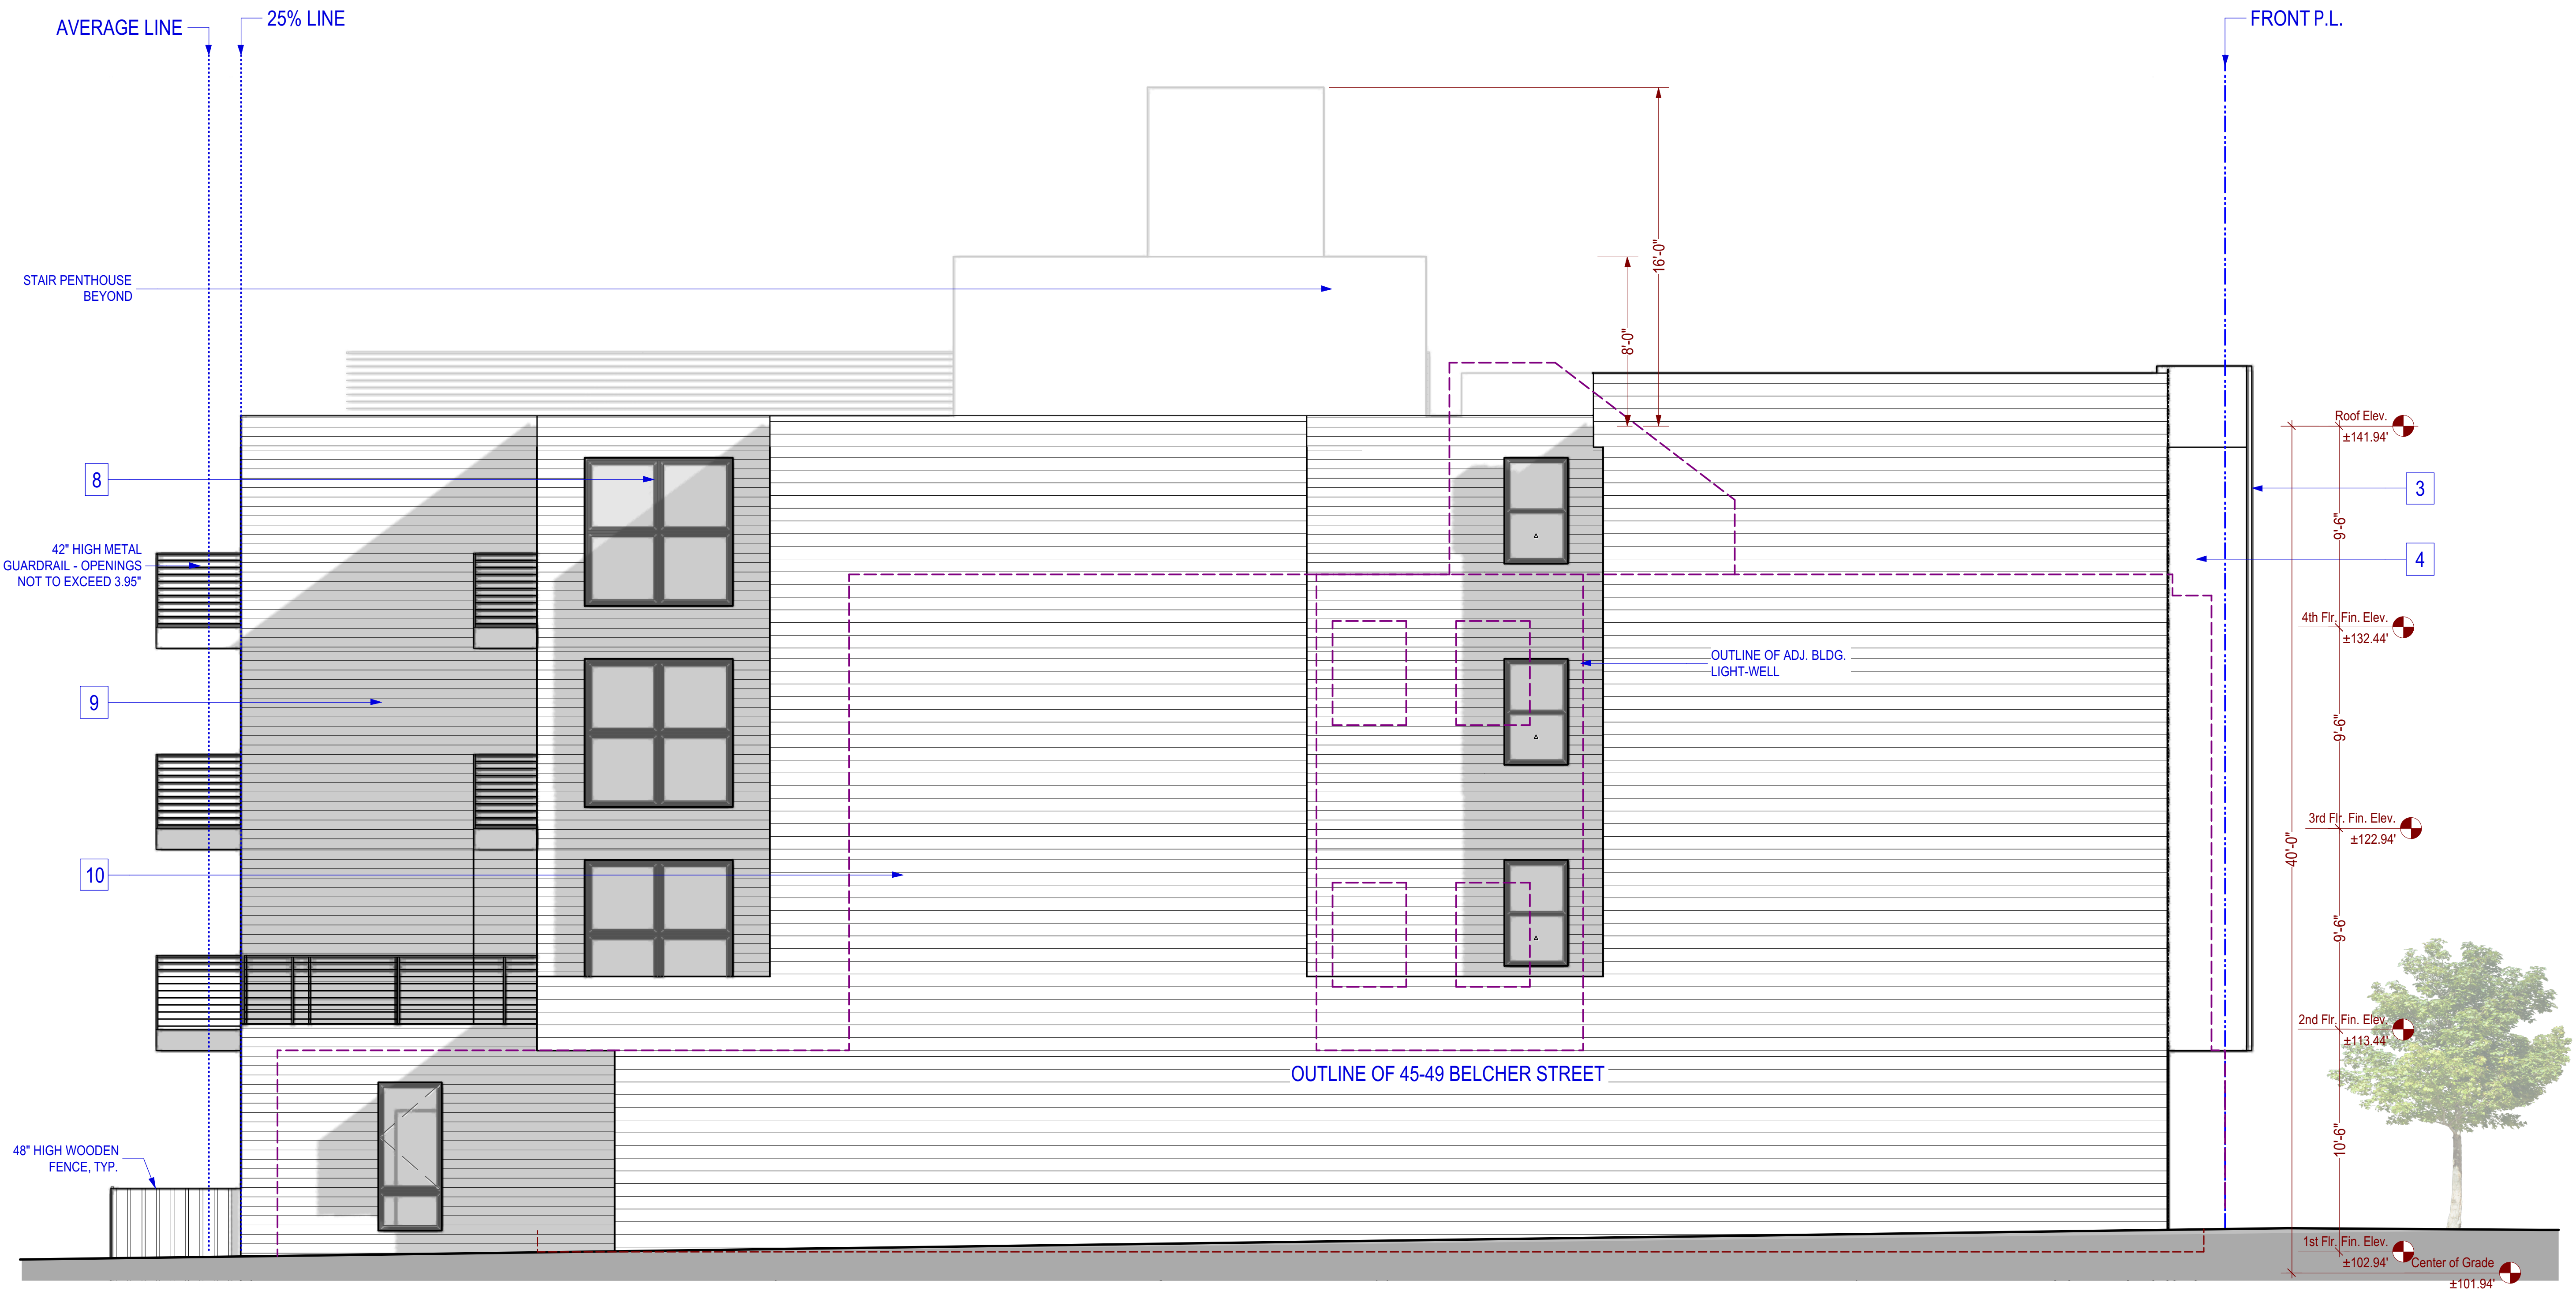 AVERAGE LINE
25% LINE
FRONT P.L.
STAIR PENTHOUSE
BEYOND
16'-0"
8'-0"
Roof Elev.
±141.94'
8
3
9'-6"
42" HIGH METAL
GUARDRAIL - OPENINGS
NOT TO EXCEED 3.95"
4
4th Flr. Fin. Elev.
±132.44'
OUTLINE OF ADJ. BLDG.
LIGHT-WELL
9
9'-6"
3rd Flr. Fin. Elev.
±122.94'
40'-0"
10
9'-6"
2nd Flr. Fin. Elev.
±113.44'
OUTLINE OF 45-49 BELCHER STREET
10'-6"
48" HIGH WOODEN
FENCE, TYP.
1st Flr. Fin. Elev.
±102.94'
Center of Grade
±101.94'